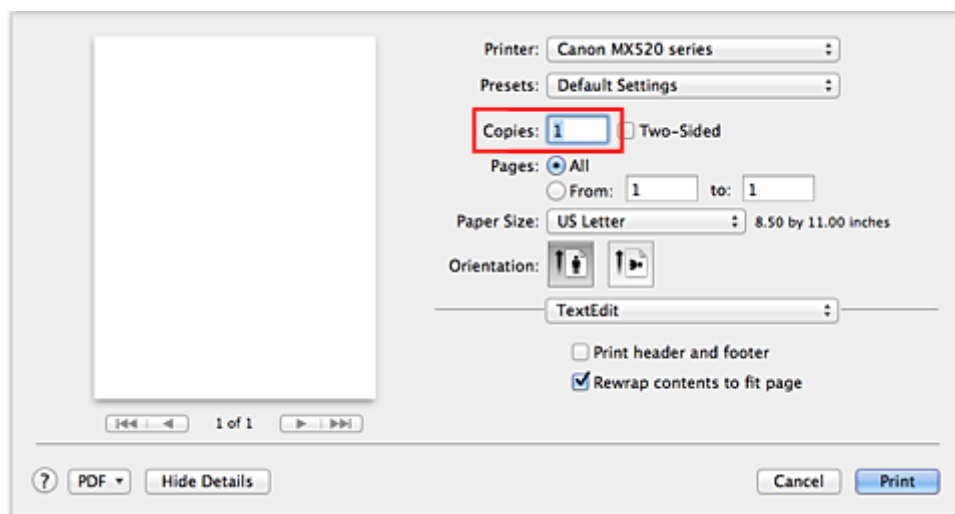 Printer: Canon MX520 series
Presets: Default Settings
Copies: 1 Two-Sided
Pages: All
From: 1 to: 1
Paper Size: US Letter 8.50 by 11.00 inches
Orientation:
TextEdit
Print header and footer
Rewrap contents to fit page
1 of 1
? PDF Hide Details Cancel Print